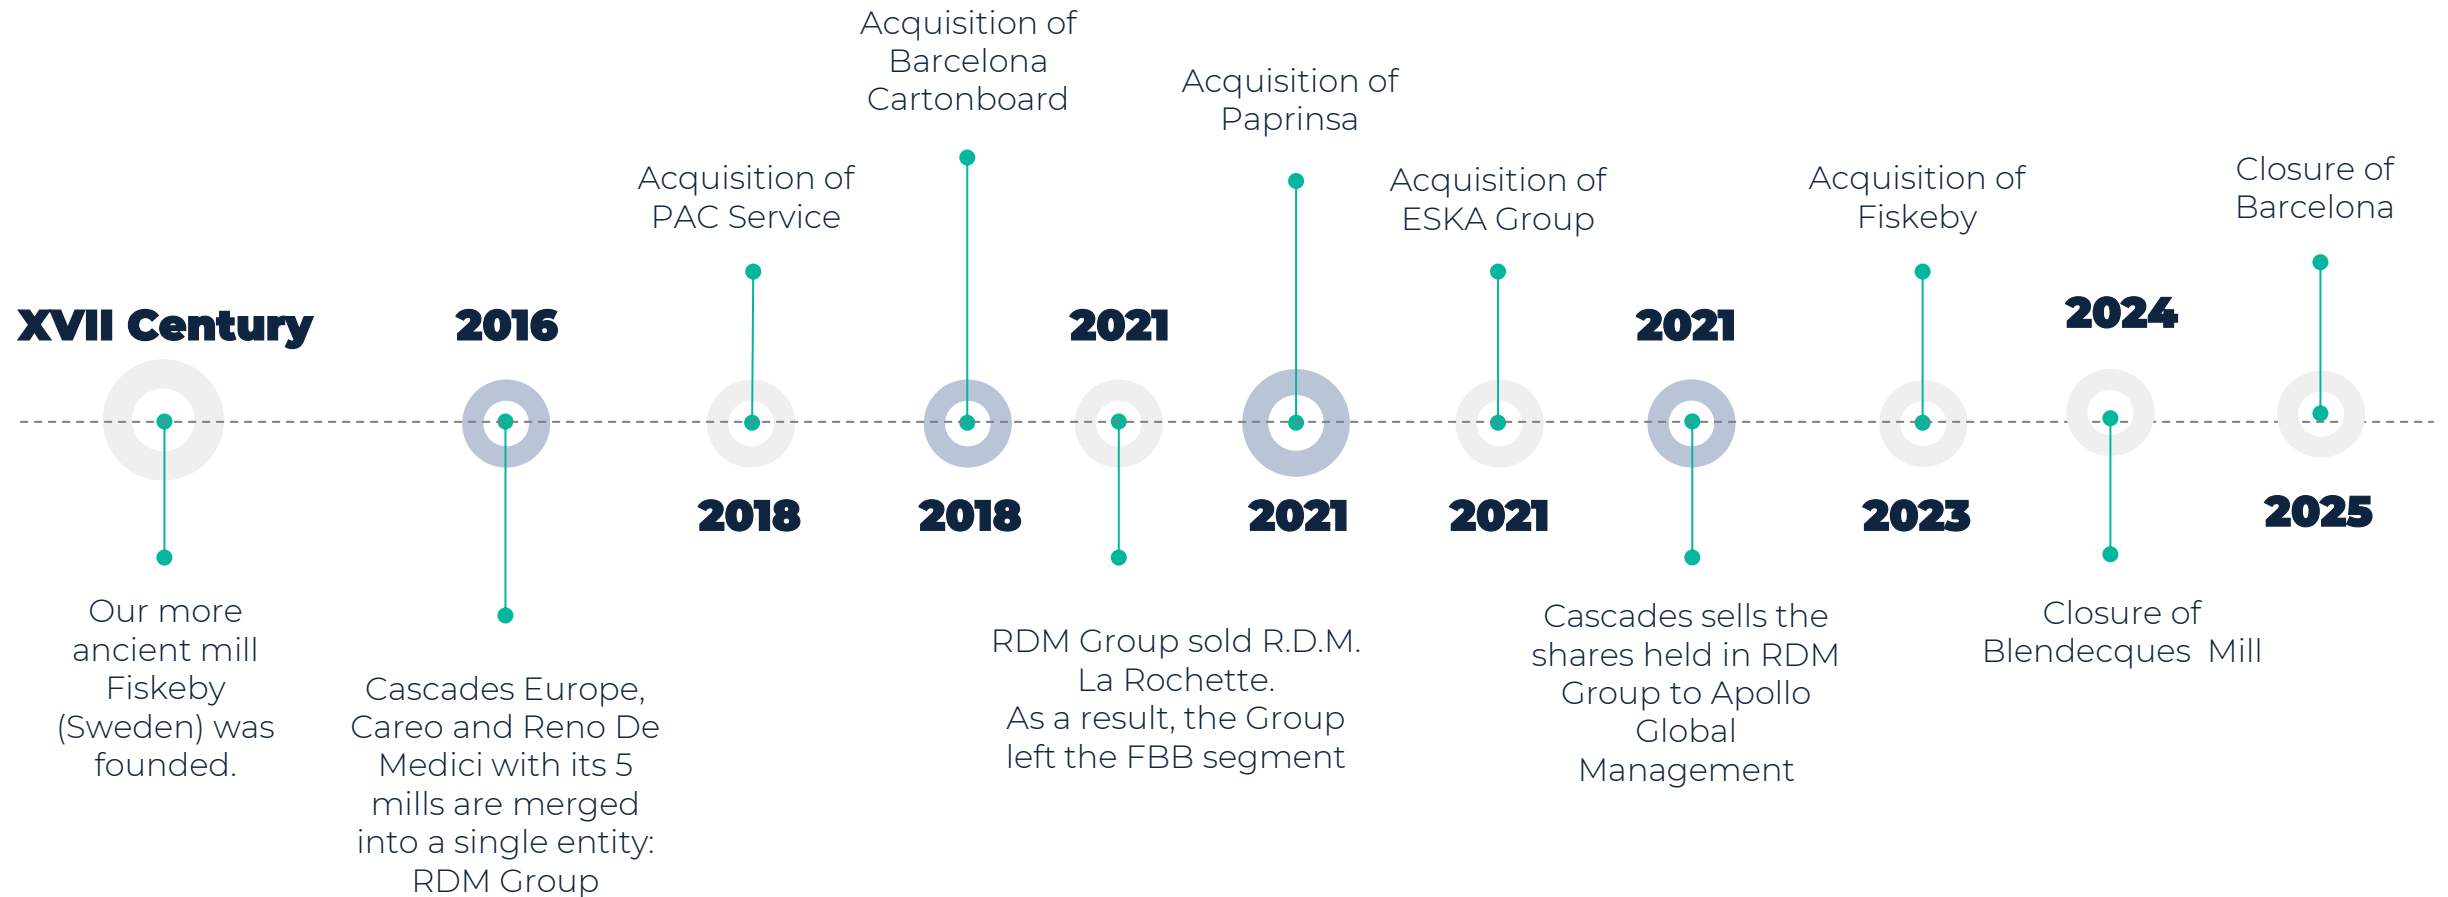 XVII Century
Our more
ancient mill
Fiskeby
(Sweden) was
founded.
2016
Cascades Europe,
Careo and Reno De
Medici with its 5
mills are merged
into a single entity:
RDM Group
Acquisition of
PAC Service
2018
Acquisition of
Barcelona
Cartonboard
2018
2021
RDM Group sold R.D.M.
La Rochette.
As a result, the Group
left the FBB segment
Acquisition of
Paprinsa
2021
Acquisition of
ESKA Group
2021
2021
Cascades sells the
shares held in RDM
Group to Apollo
Global
Management
Acquisition of
Fiskeby
2023
2024
Closure of
Blendecques Mill
Closure of
Barcelona
2025